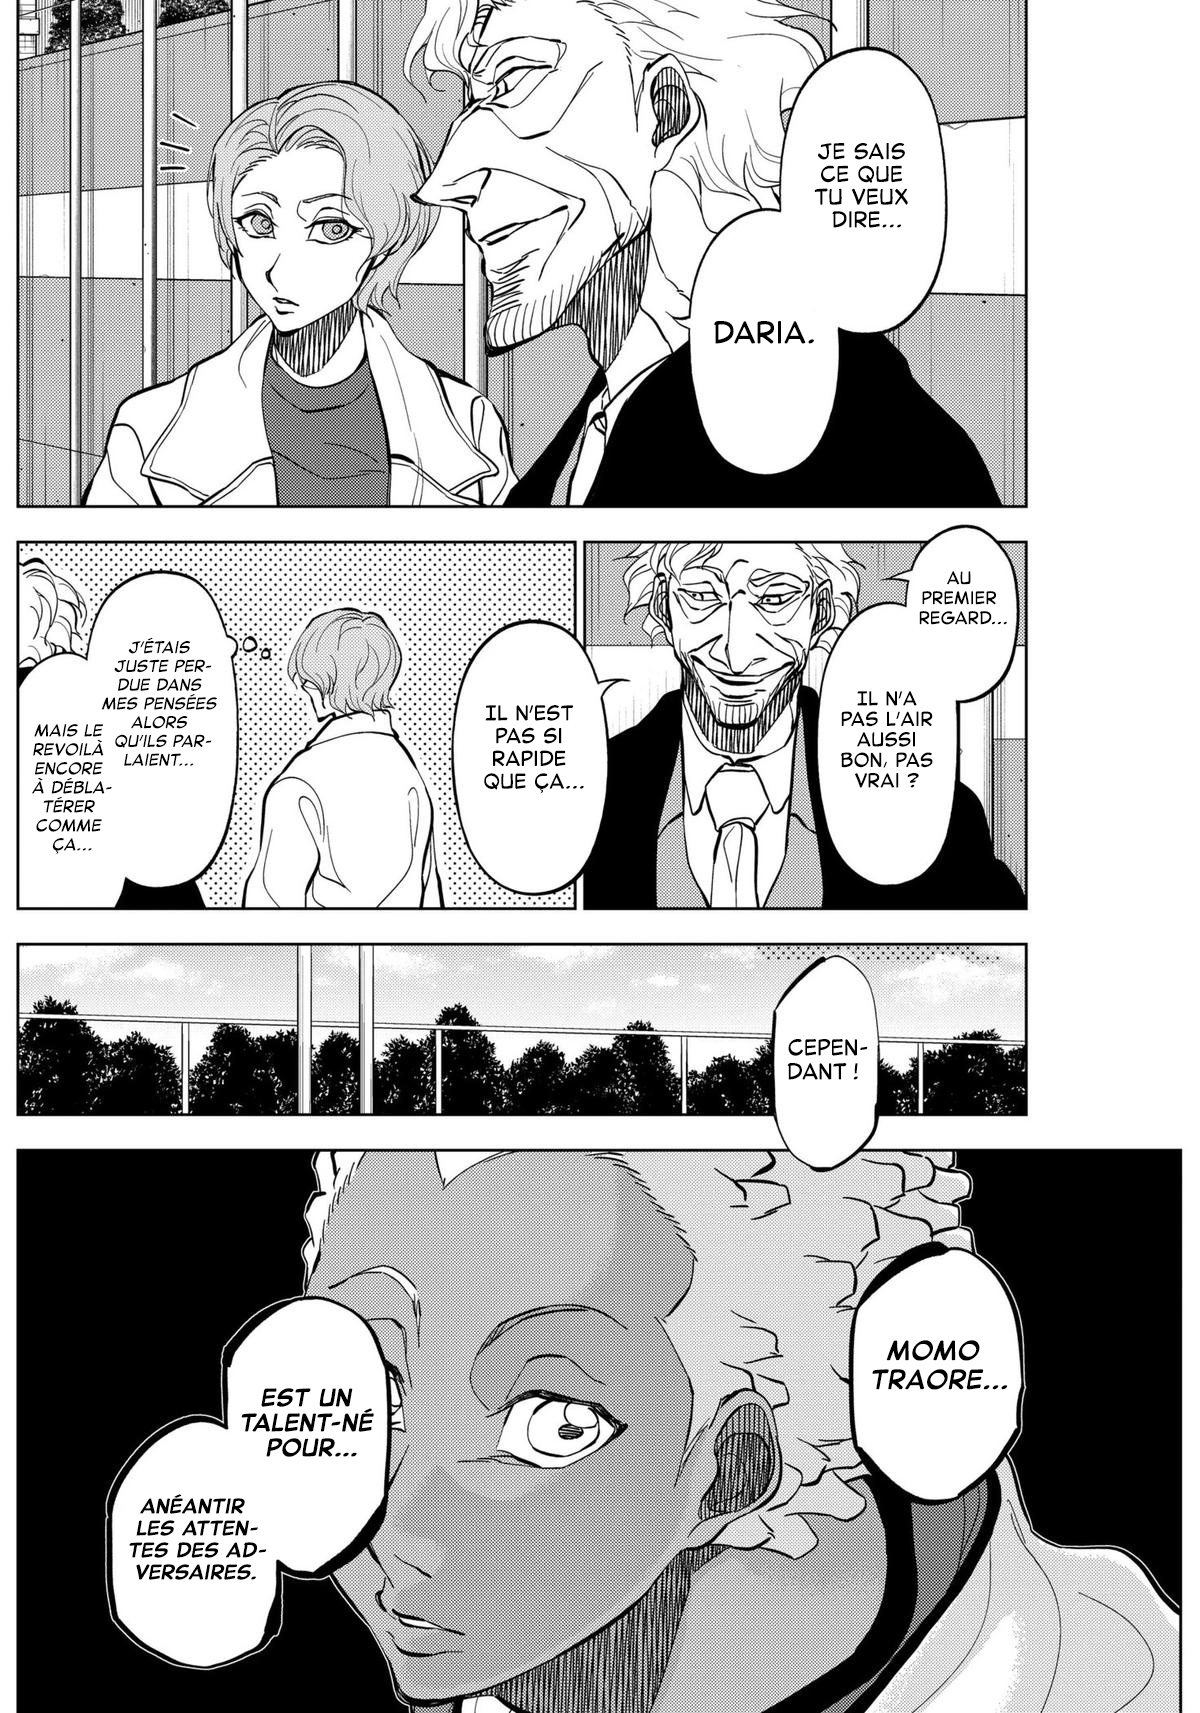 JE SAIS
CE QUE
TU VEUX
DIRE...
DARIA.
AU
PREMIER
REGARD...
IL N'A
PAS L'AIR
AUSSI
BON, PAS
VRAI ?
IL N'EST
PAS SI
RAPIDE
QUE ÇA...
J'ÉTAIS
JUSTE PER-
DUE DANS
MES PENSÉES
ALORS
QU'ILS PAR-
LAIENT...
MAIS LE
REVOILÀ
ENCORE
À DÉBLA-
TÉRER
COMME
ÇA...
CEPEN-
DANT !
MOMO
TRAORE...
EST UN
TALENT-NÉ
POUR...
ANÉANTIR
LES ATTEN-
TES DES AD-
VERSAIRES.